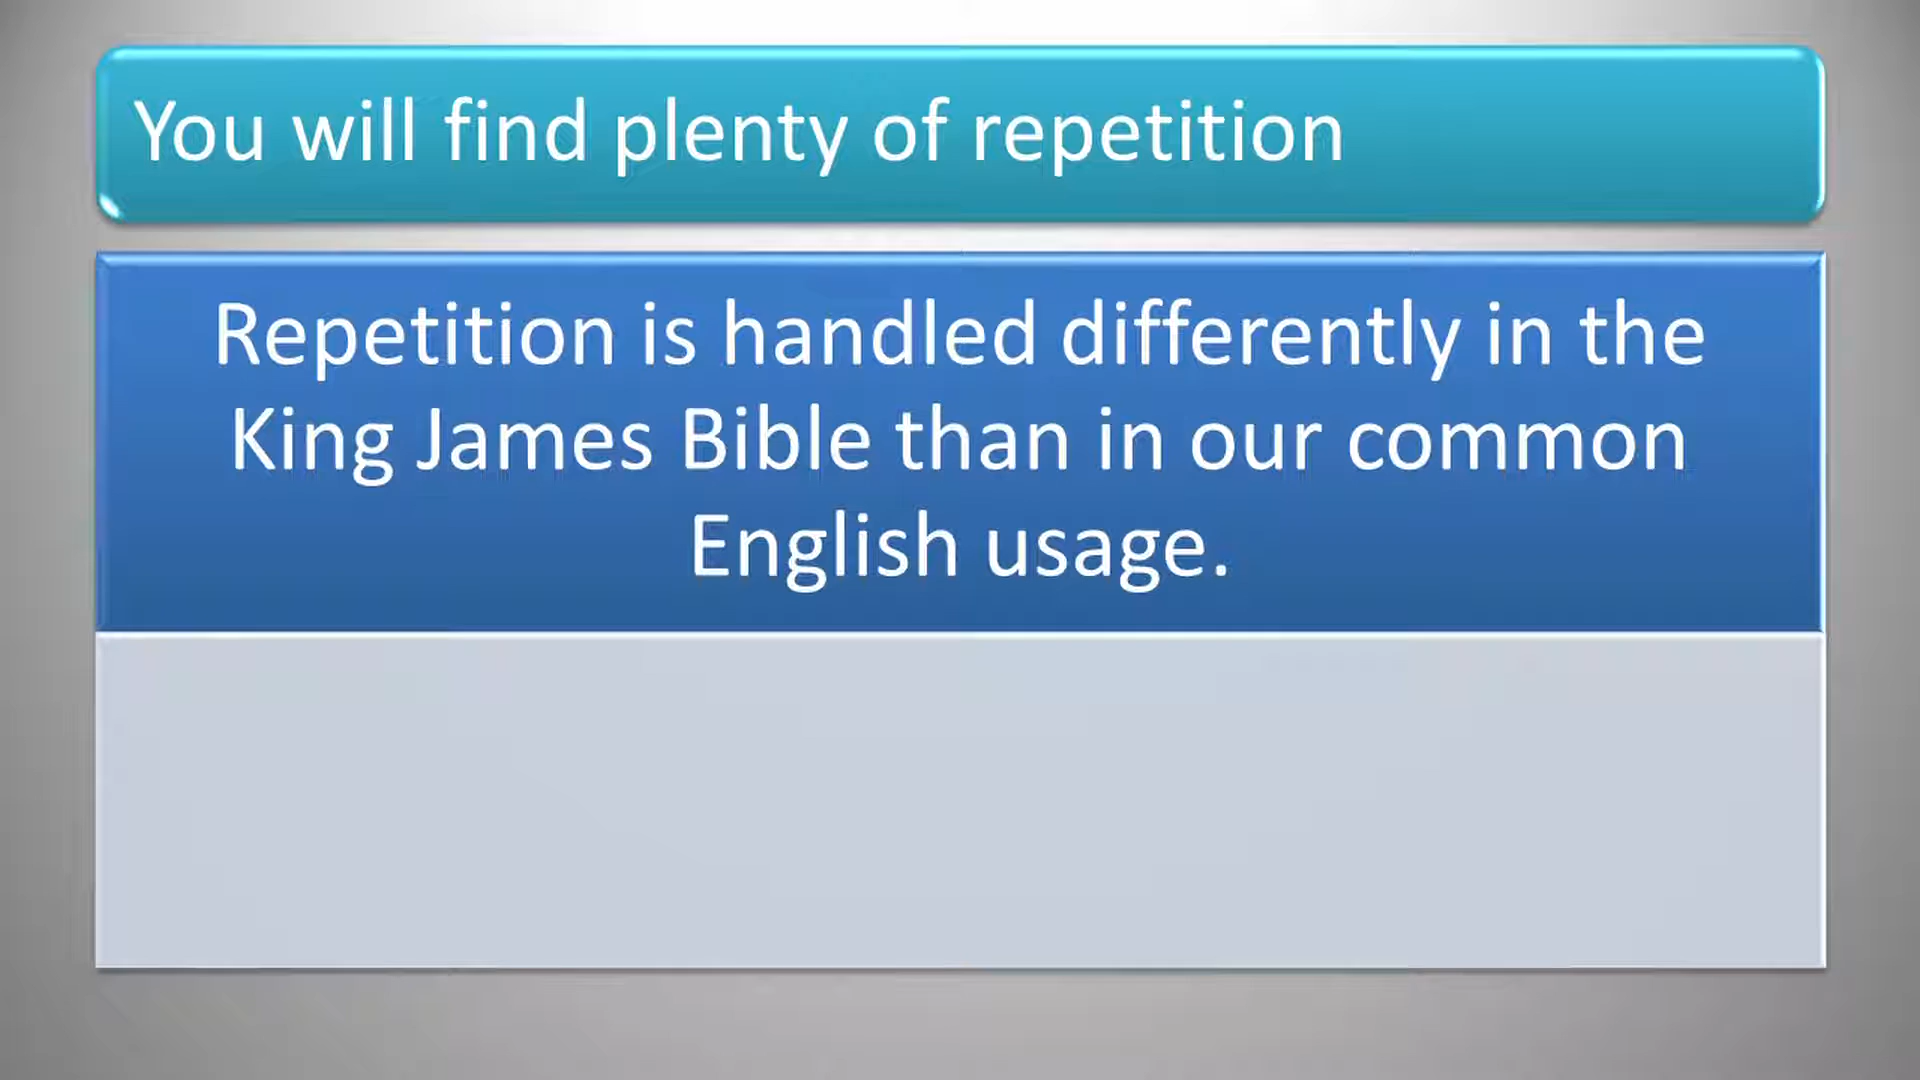 You will find plenty of repetition
Repetition is handled differently in the
King James Bible than in our common
English usage.